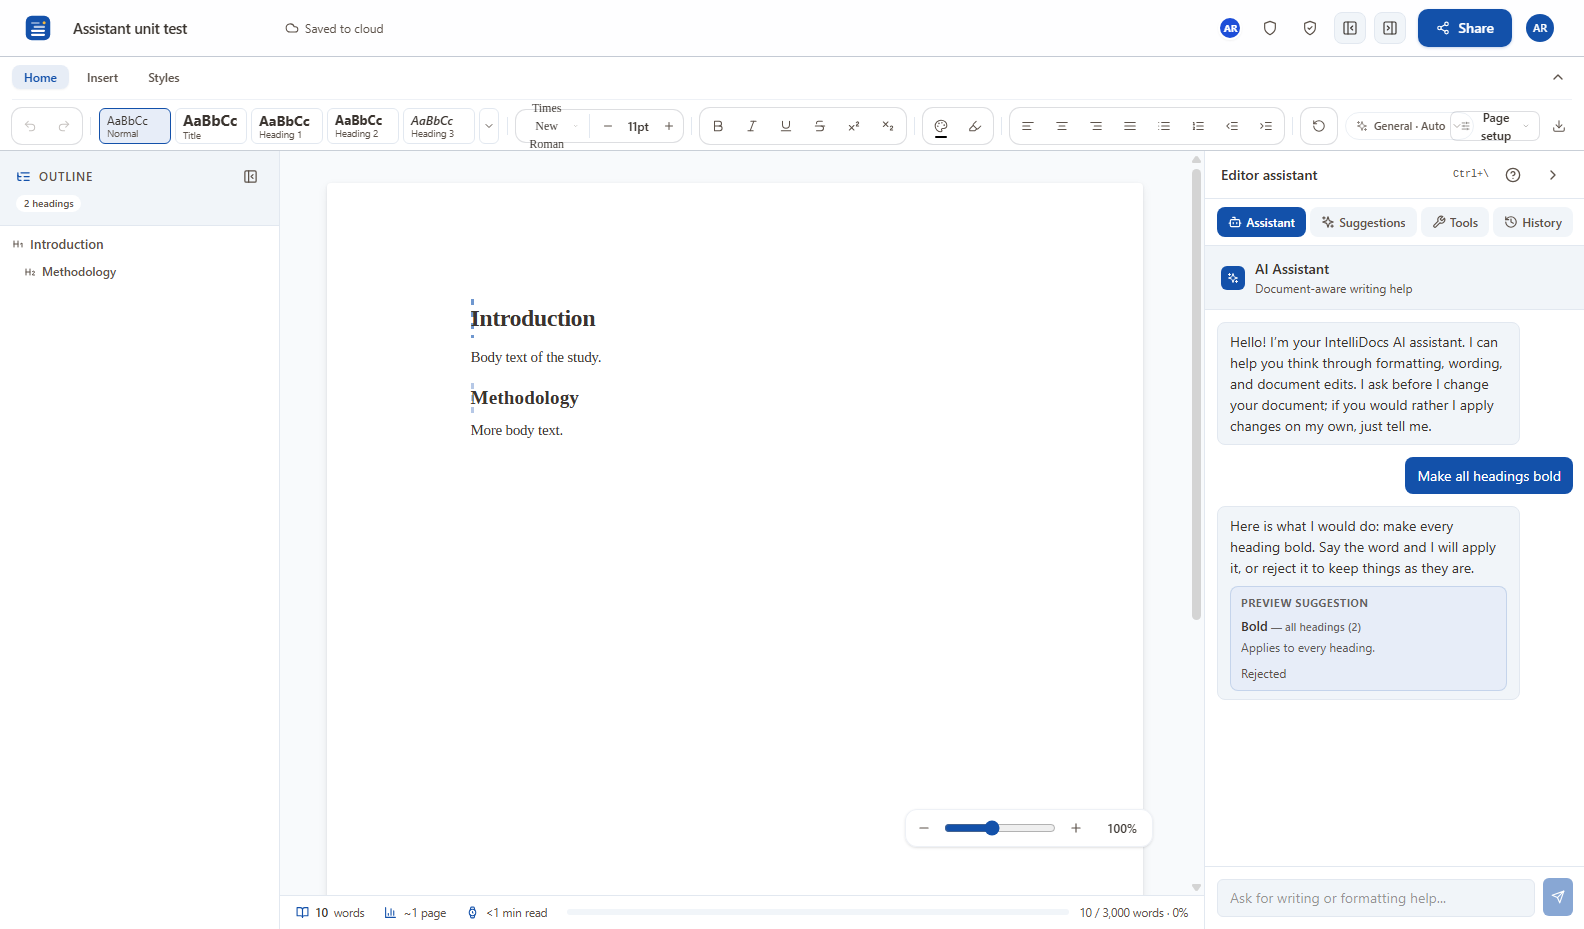 Assistant unit test
Saved to cloud
AR
Share
AR
Home
Insert
Styles
AaBbCc
Normal
AaBbCc
Title
AaBbCc
Heading 1
AaBbCc
Heading 2
AaBbCc
Heading 3
Times
New
Roman
11pt
General · Auto
Page
setup
OUTLINE
2 headings
H1 Introduction
H2 Methodology
Introduction
Body text of the study.
Methodology
More body text.
100%
10 words
~1 page
<1 min read
10 / 3,000 words · 0%
Editor assistant
Ctrl+\
Assistant
Suggestions
Tools
History
AI Assistant
Document-aware writing help
Hello! I'm your IntelliDocs AI assistant. I can
help you think through formatting, wording,
and document edits. I ask before I change
your document; if you would rather I apply
changes on my own, just tell me.
Make all headings bold
Here is what I would do: make every
heading bold. Say the word and I will apply
it, or reject it to keep things as they are.
PREVIEW SUGGESTION
Bold — all headings (2)
Applies to every heading.
Rejected
Ask for writing or formatting help...